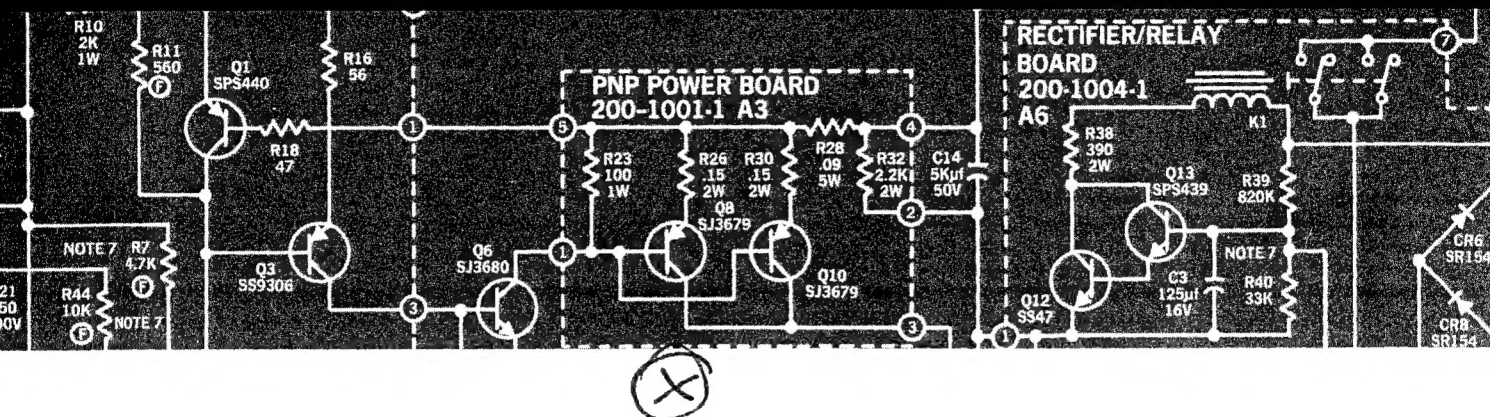 R10
2K
1W
R11
560
F
Q1
SPS440
R16
56
R18
47
1
NOTE 7
R7
4.7K
F
R44
10K
F
NOTE 7
Q3
SS9306
3
Q6
SJ3680
PNP POWER BOARD
200-1001-1 A3
5
R23
100
1W
R26
.15
2W
R30
.15
2W
R28
.09
5W
R32
2.2K
2W
4
2
C14
5Kµf
50V
Q8
SJ3679
1
Q10
SJ3679
3
RECTIFIER/RELAY
BOARD
200-1004-1
A6
7
K1
R38
390
2W
Q13
SPS439
R39
820K
NOTE 7
C3
125µf
16V
R40
33K
Q12
SS47
1
CR6
SR154
CR8
SR154